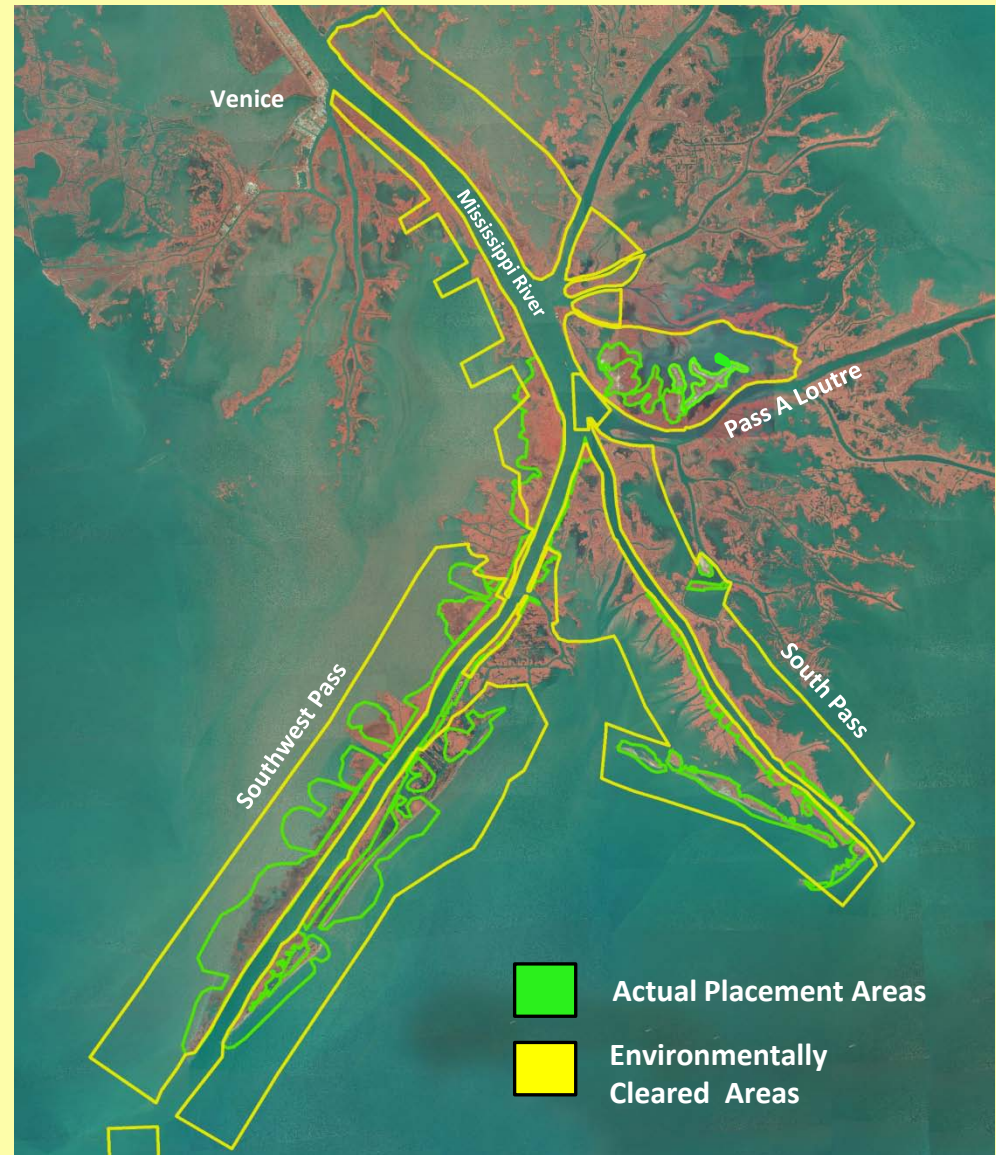 Venice
Mississippi River
Pass A Loutre
South Pass
Southwest Pass
Actual Placement Areas
Environmentally
Cleared Areas